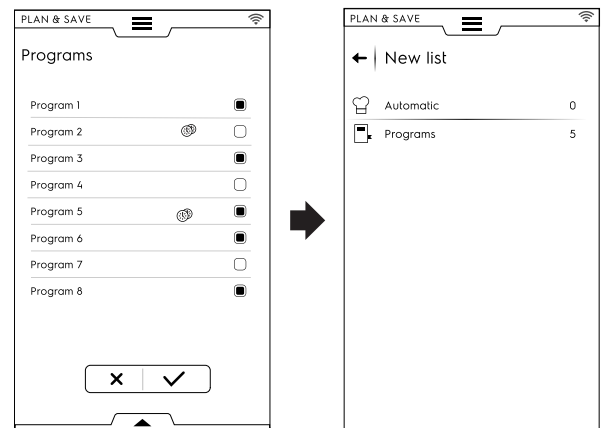 PLAN & SAVE
Programs
Program 1
Program 2
Program 3
Program 4
Program 5
Program 6
Program 7
Program 8
PLAN & SAVE
New list
Automatic 0
Programs 5